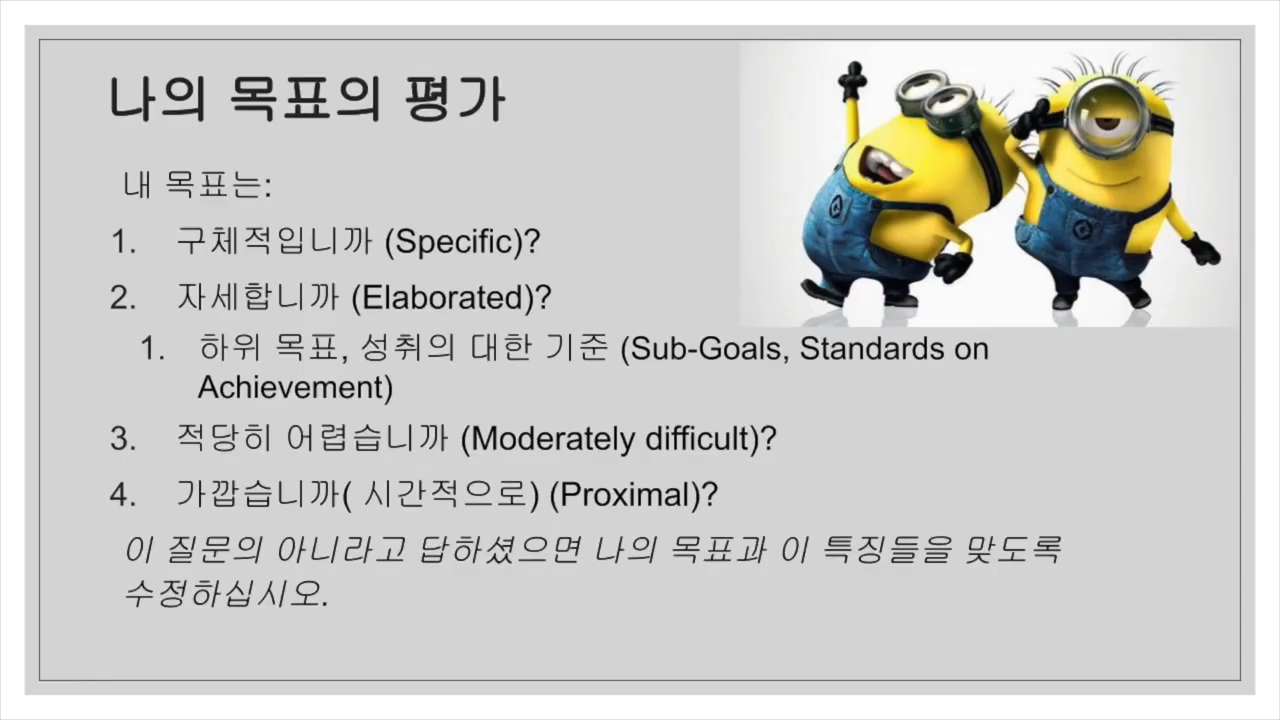 나의 목표의 평가
내 목표는:
1. 구체적입니까 (Specific)?
2. 자세합니까 (Elaborated)?
1. 하위 목표, 성취의 대한 기준 (Sub-Goals, Standards on
Achievement)
3. 적당히 어렵습니까 (Moderately difficult)?
4. 가깝습니까( 시간적으로) (Proximal)?
이 질문의 아니라고 답하셨으면 나의 목표과 이 특징들을 맞도록
수정하십시오.